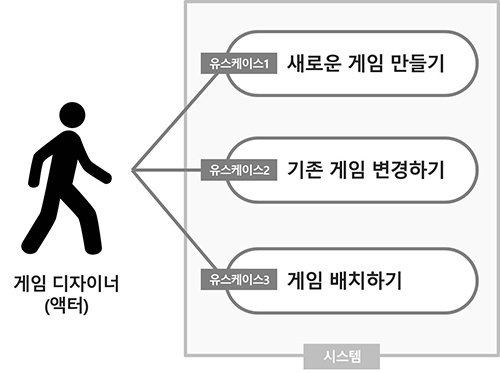 유스케이스1 새로운 게임 만들기
유스케이스2 기존 게임 변경하기
유스케이스3 게임 배치하기
게임 디자이너
(액터)
시스템